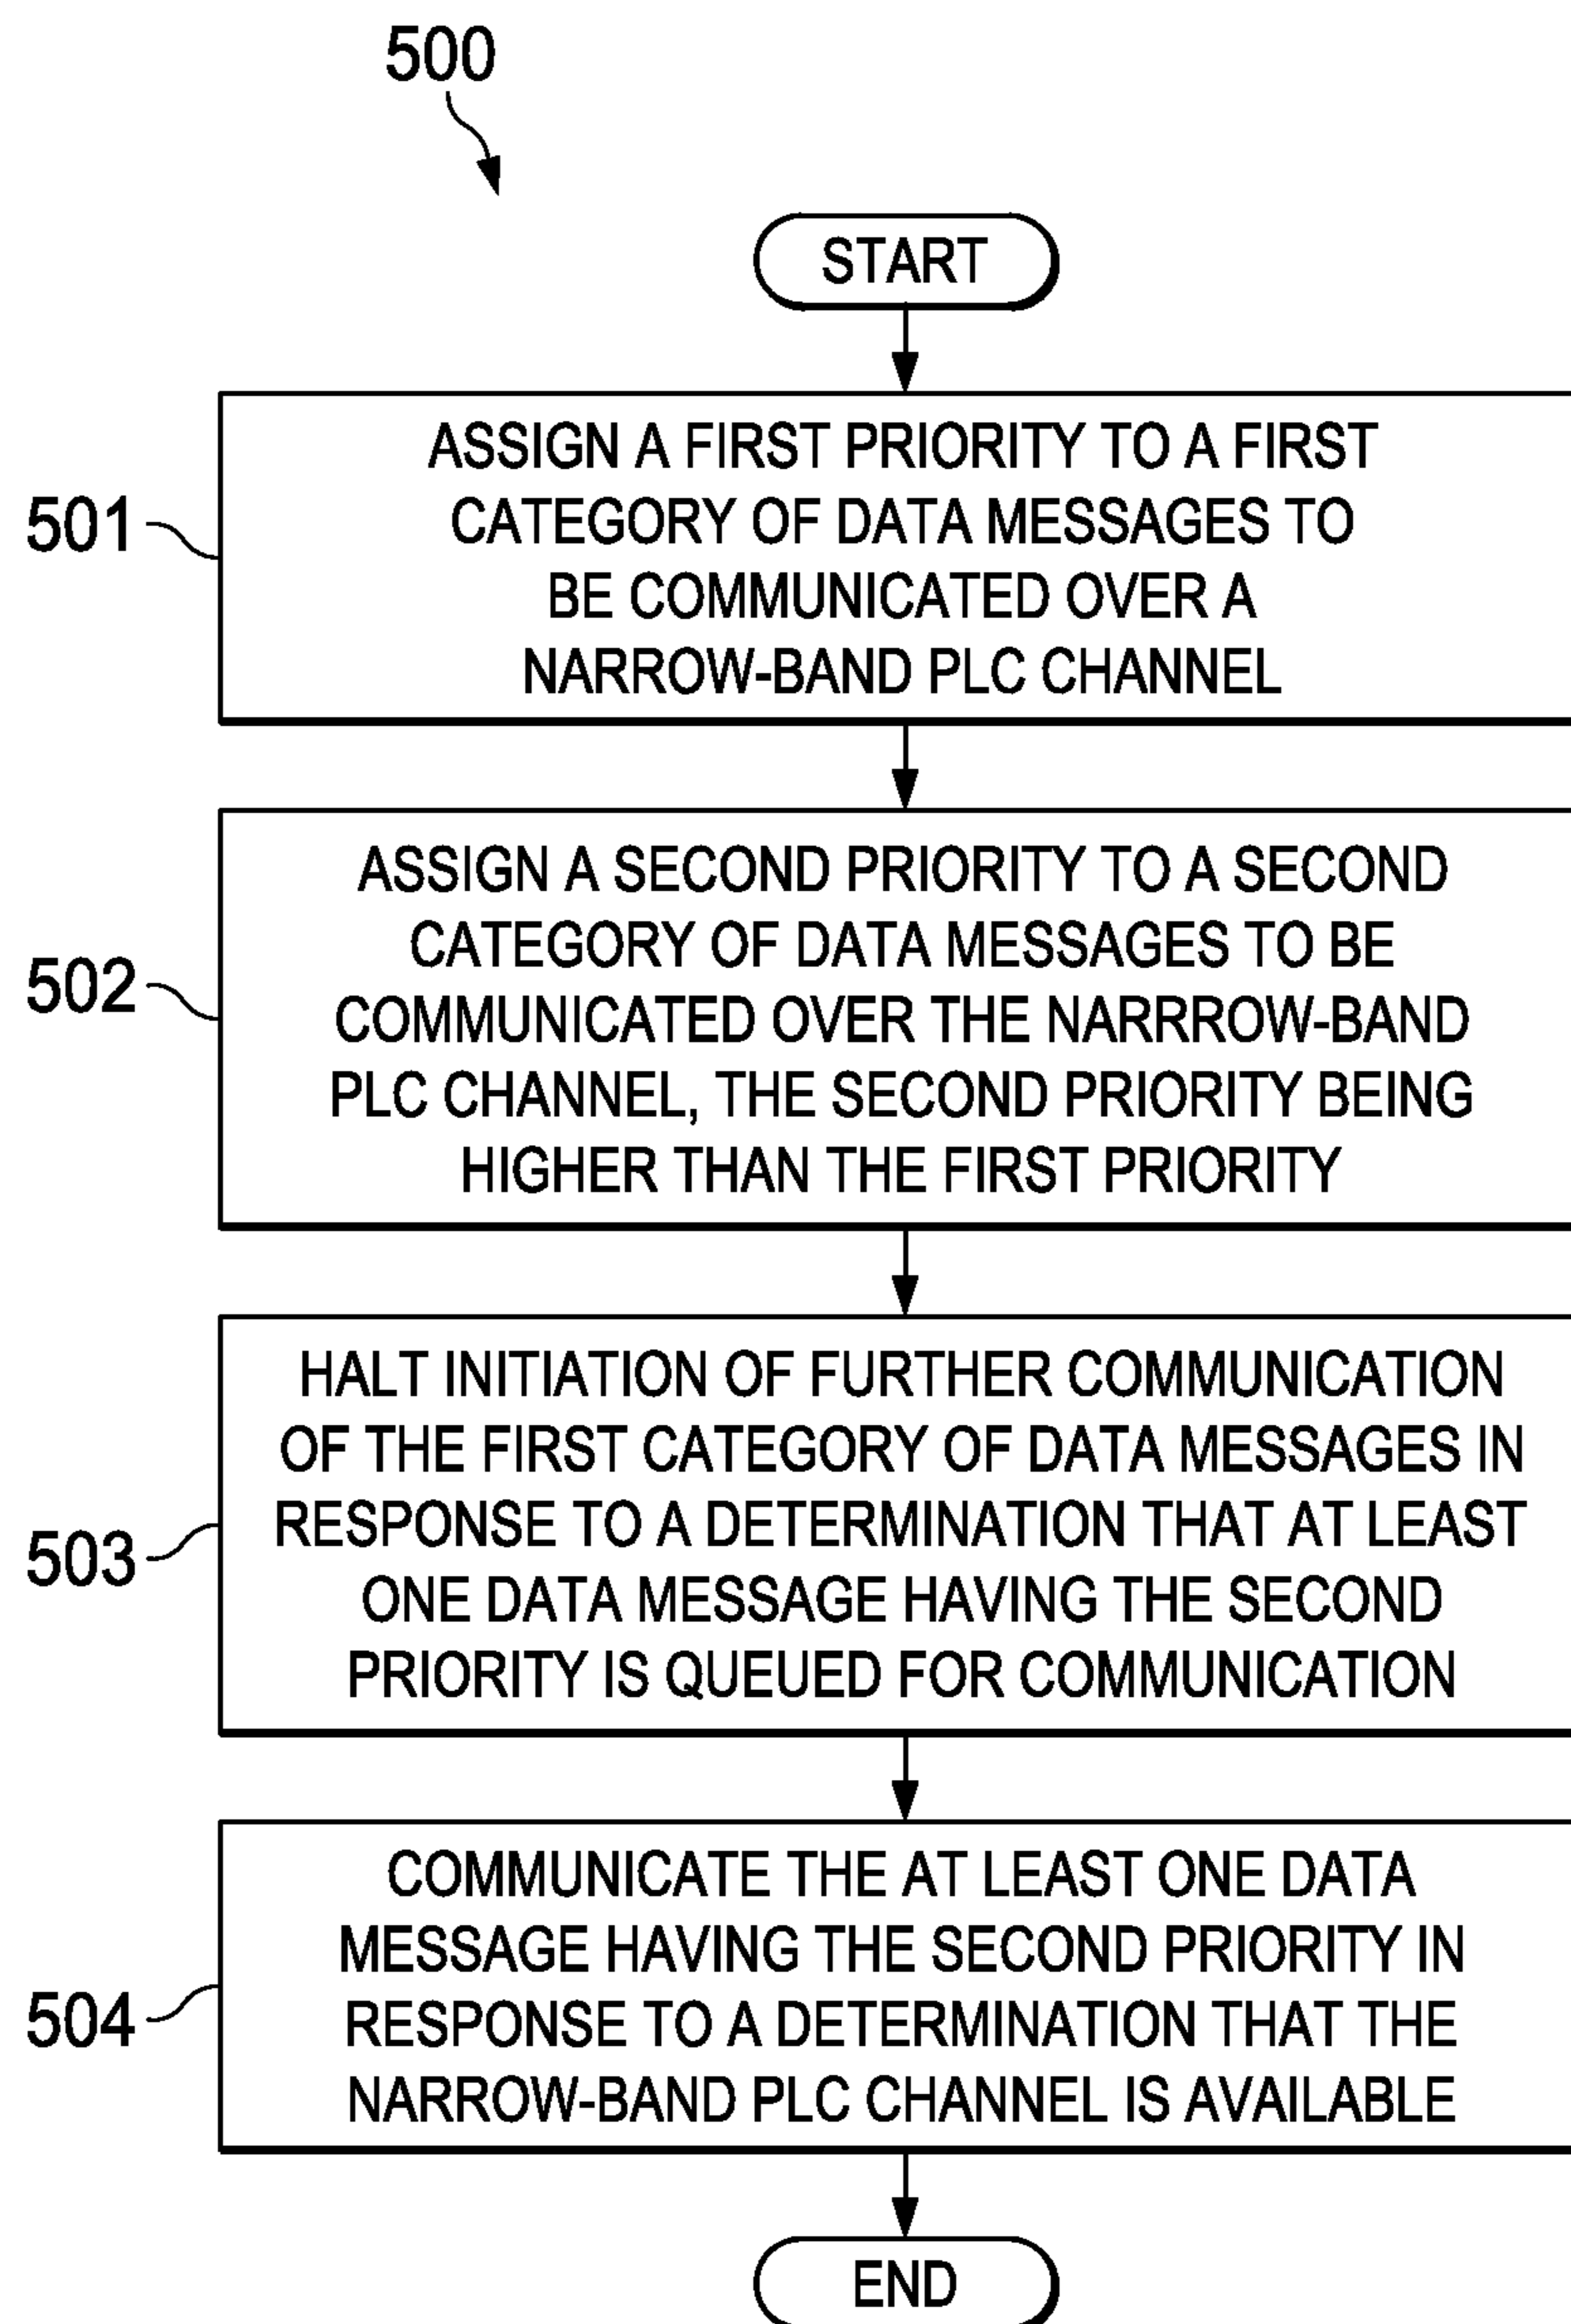 500
START
501
ASSIGN A FIRST PRIORITY TO A FIRST
CATEGORY OF DATA MESSAGES TO
BE COMMUNICATED OVER A
NARROW-BAND PLC CHANNEL
502
ASSIGN A SECOND PRIORITY TO A SECOND
CATEGORY OF DATA MESSAGES TO BE
COMMUNICATED OVER THE NARRROW-BAND
PLC CHANNEL, THE SECOND PRIORITY BEING
HIGHER THAN THE FIRST PRIORITY
503
HALT INITIATION OF FURTHER COMMUNICATION
OF THE FIRST CATEGORY OF DATA MESSAGES IN
RESPONSE TO A DETERMINATION THAT AT LEAST
ONE DATA MESSAGE HAVING THE SECOND
PRIORITY IS QUEUED FOR COMMUNICATION
504
COMMUNICATE THE AT LEAST ONE DATA
MESSAGE HAVING THE SECOND PRIORITY IN
RESPONSE TO A DETERMINATION THAT THE
NARROW-BAND PLC CHANNEL IS AVAILABLE
END